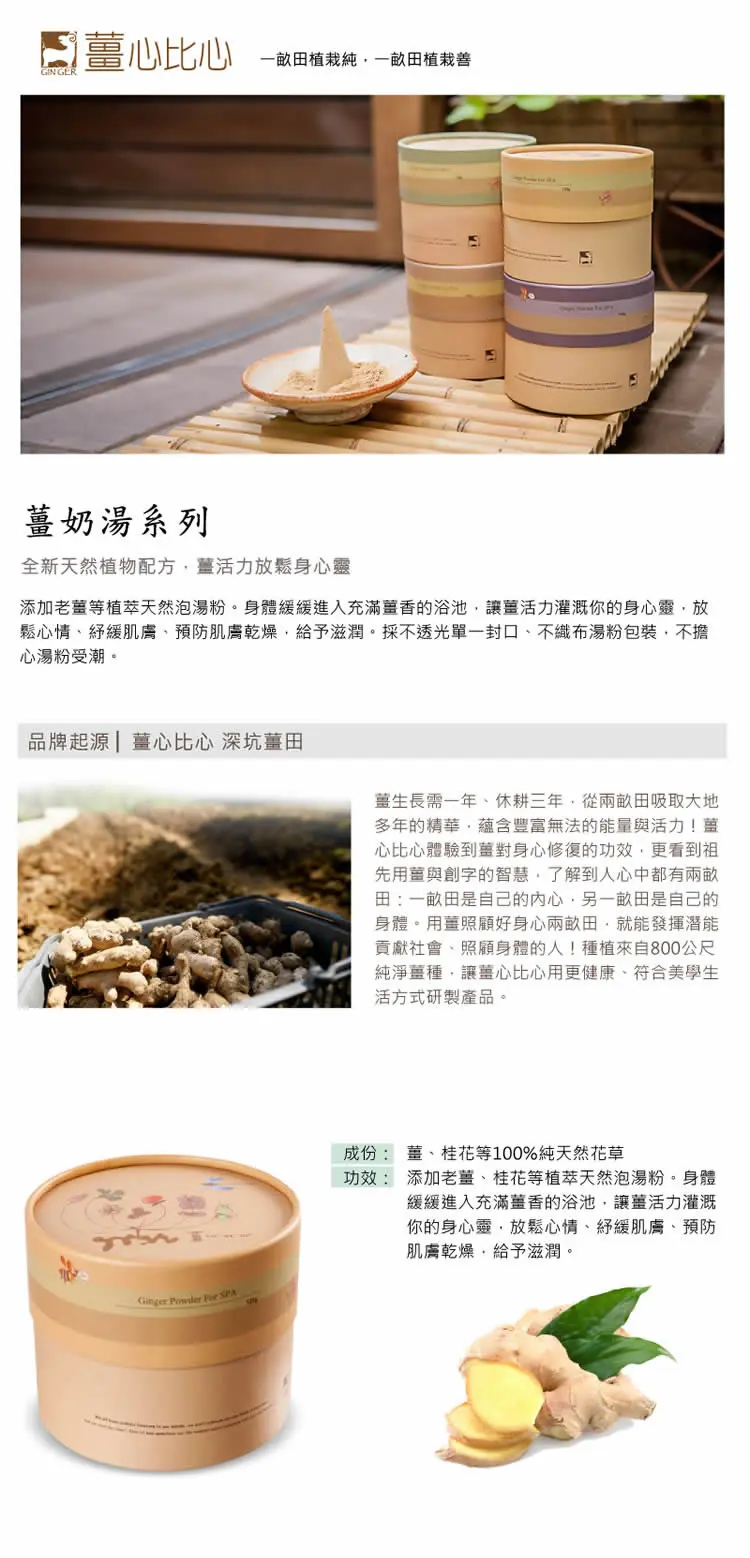 GINGER
薑心比心
一畝田植栽純，一畝田植栽善
薑奶湯系列
全新天然植物配方，薑活力放鬆身心靈
添加老薑等植萃天然泡湯粉。身體緩緩進入充滿薑香的浴池，讓薑活力灌溉你的身心靈，放
鬆心情、紓緩肌膚、預防肌膚乾燥，給予滋潤。採不透光單一封口、不織布湯粉包裝，不擔
心湯粉受潮。
品牌起源 | 薑心比心 深坑薑田
薑生長需一年、休耕三年，從兩畝田吸取大地
多年的精華，蘊含豐富無法的能量與活力！薑
心比心體驗到薑對身心修復的功效，更看到祖
先用薑與創字的智慧，了解到人心中都有兩畝
田：一畝田是自己的內心，另一畝田是自己的
身體。用薑照顧好身心兩畝田，就能發揮潛能
貢獻社會、照顧身體的人！種植來自800公尺
純淨薑種，讓薑心比心用更健康、符合美學生
活方式研製產品。
成份： 薑、桂花等100%純天然花草
功效： 添加老薑、桂花等植萃天然泡湯粉。身體
緩緩進入充滿薑香的浴池，讓薑活力灌溉
你的身心靈，放鬆心情、紓緩肌膚、預防
肌膚乾燥，給予滋潤。
Ginger Powder For SPA